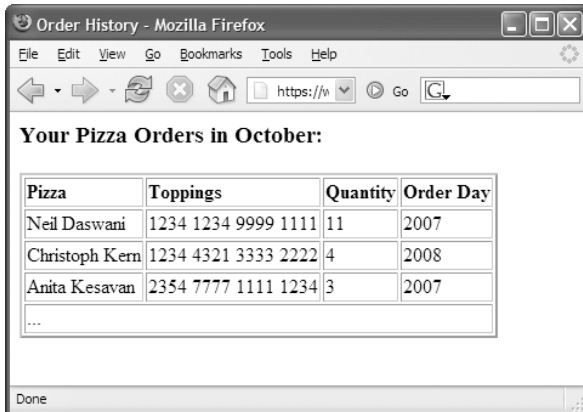 Order History - Mozilla Firefox
File Edit View Go Bookmarks Tools Help
https://w Go G
Your Pizza Orders in October:
Pizza Toppings Quantity Order Day
Neil Daswani 1234 1234 9999 1111 11 2007
Christoph Kern 1234 4321 3333 2222 4 2008
Anita Kesavan 2354 7777 1111 1234 3 2007
...
Done